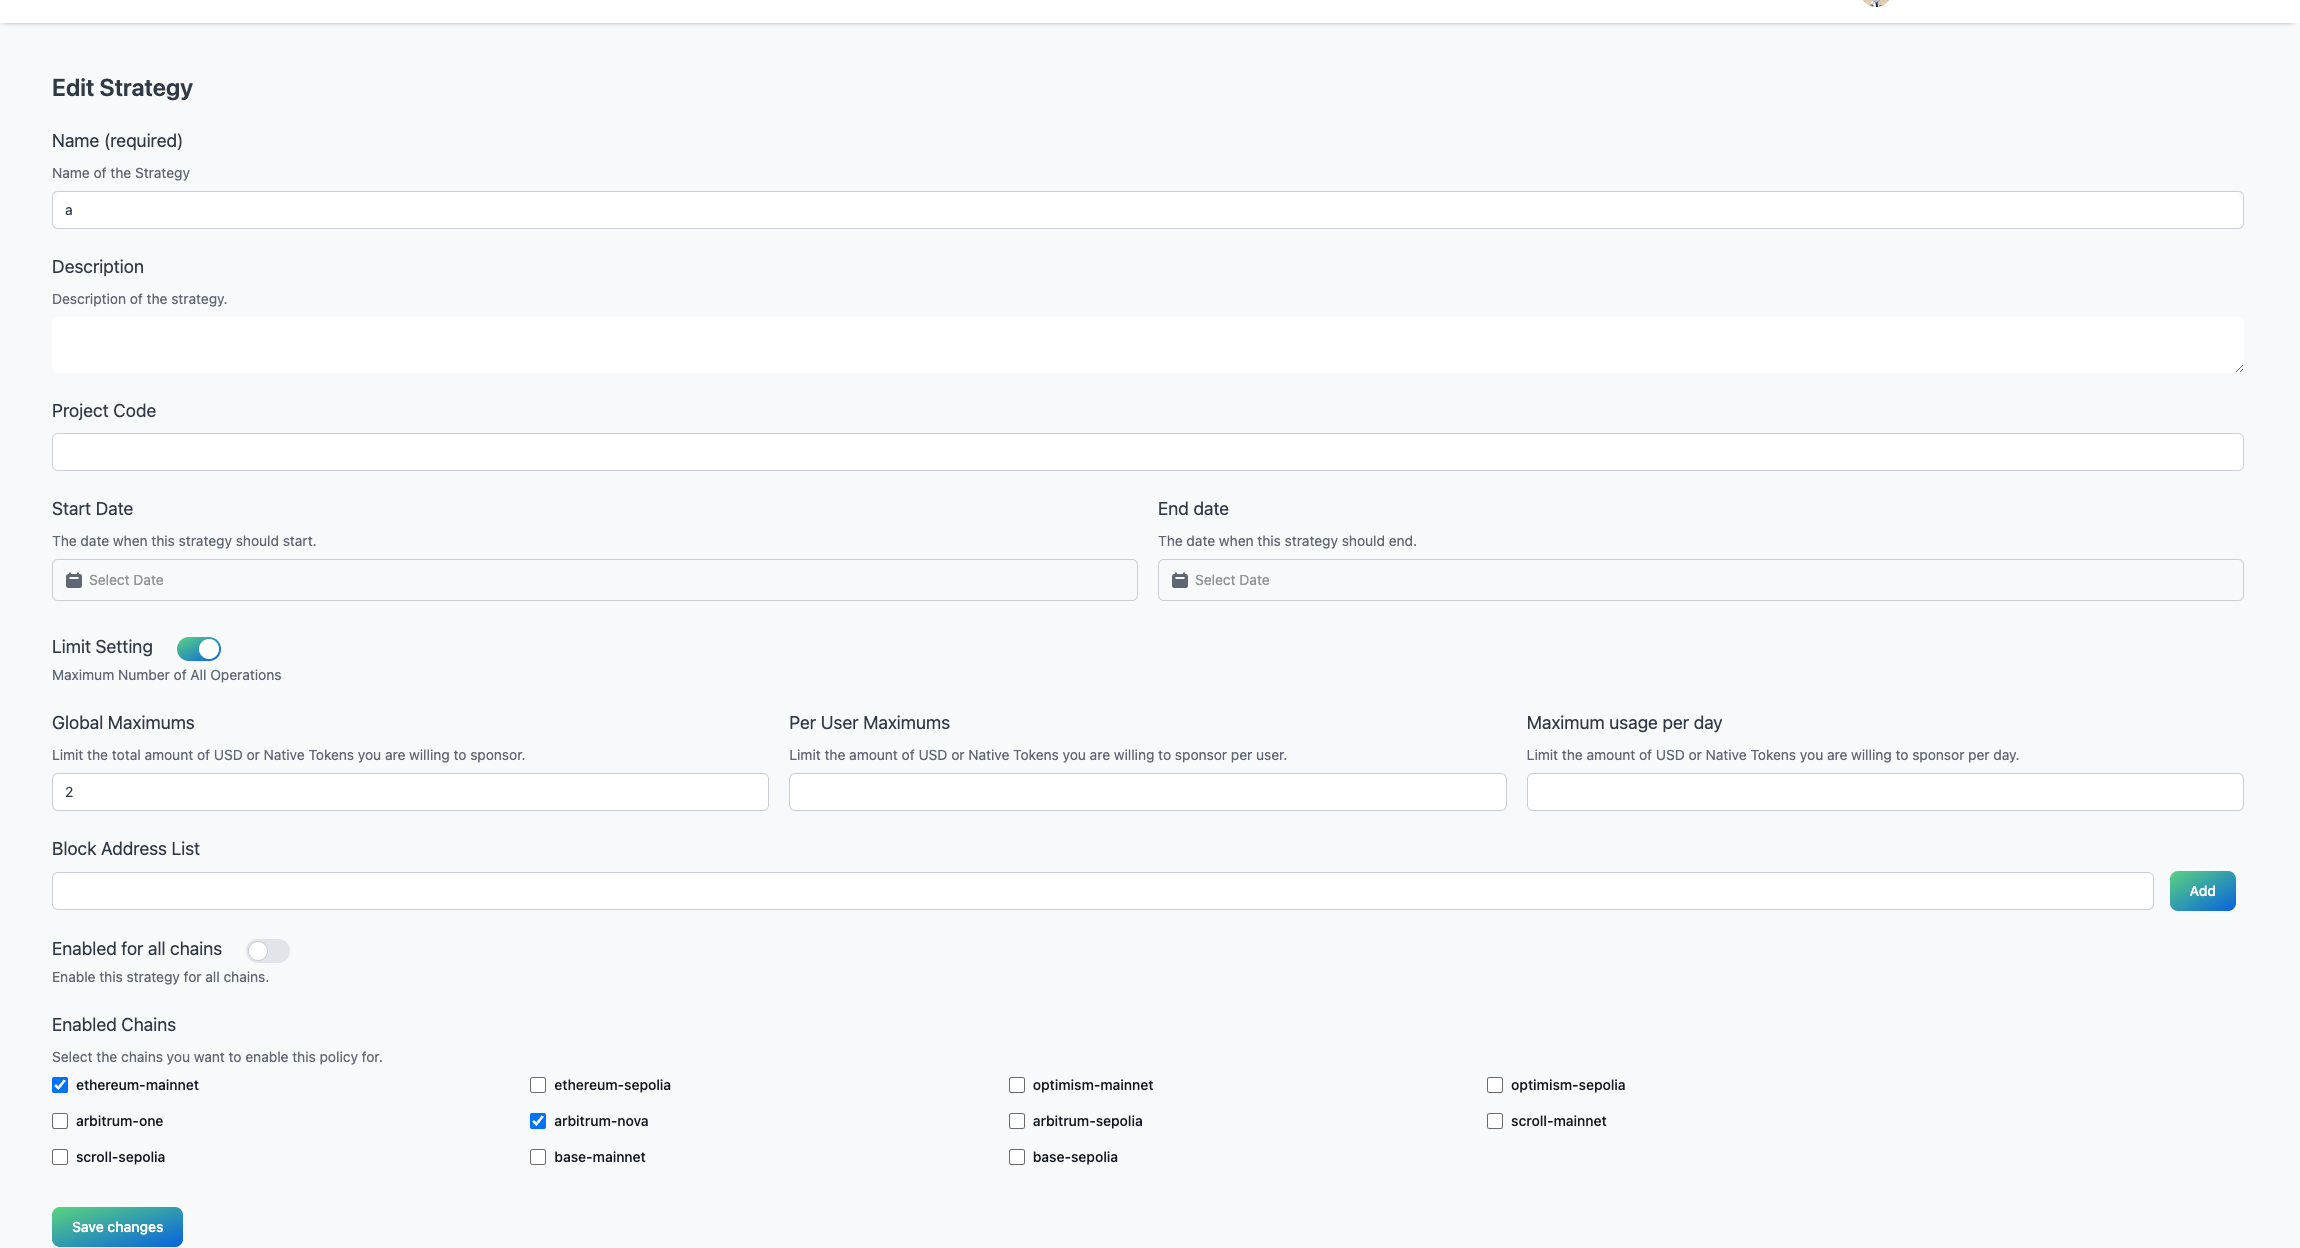 Edit Strategy
Name (required)
Name of the Strategy
a
Description
Description of the strategy.
Project Code
Start Date
End date
The date when this strategy should start.
The date when this strategy should end.
Select Date
Select Date
Limit Setting
Maximum Number of All Operations
Global Maximums
Per User Maximums
Maximum usage per day
Limit the total amount of USD or Native Tokens you are willing to sponsor.
Limit the amount of USD or Native Tokens you are willing to sponsor per user.
Limit the amount of USD or Native Tokens you are willing to sponsor per day.
2
Block Address List
Add
Enabled for all chains
Enable this strategy for all chains.
Enabled Chains
Select the chains you want to enable this policy for.
ethereum-mainnet
ethereum-sepolia
optimism-mainnet
optimism-sepolia
arbitrum-one
arbitrum-nova
arbitrum-sepolia
scroll-mainnet
scroll-sepolia
base-mainnet
base-sepolia
Save changes